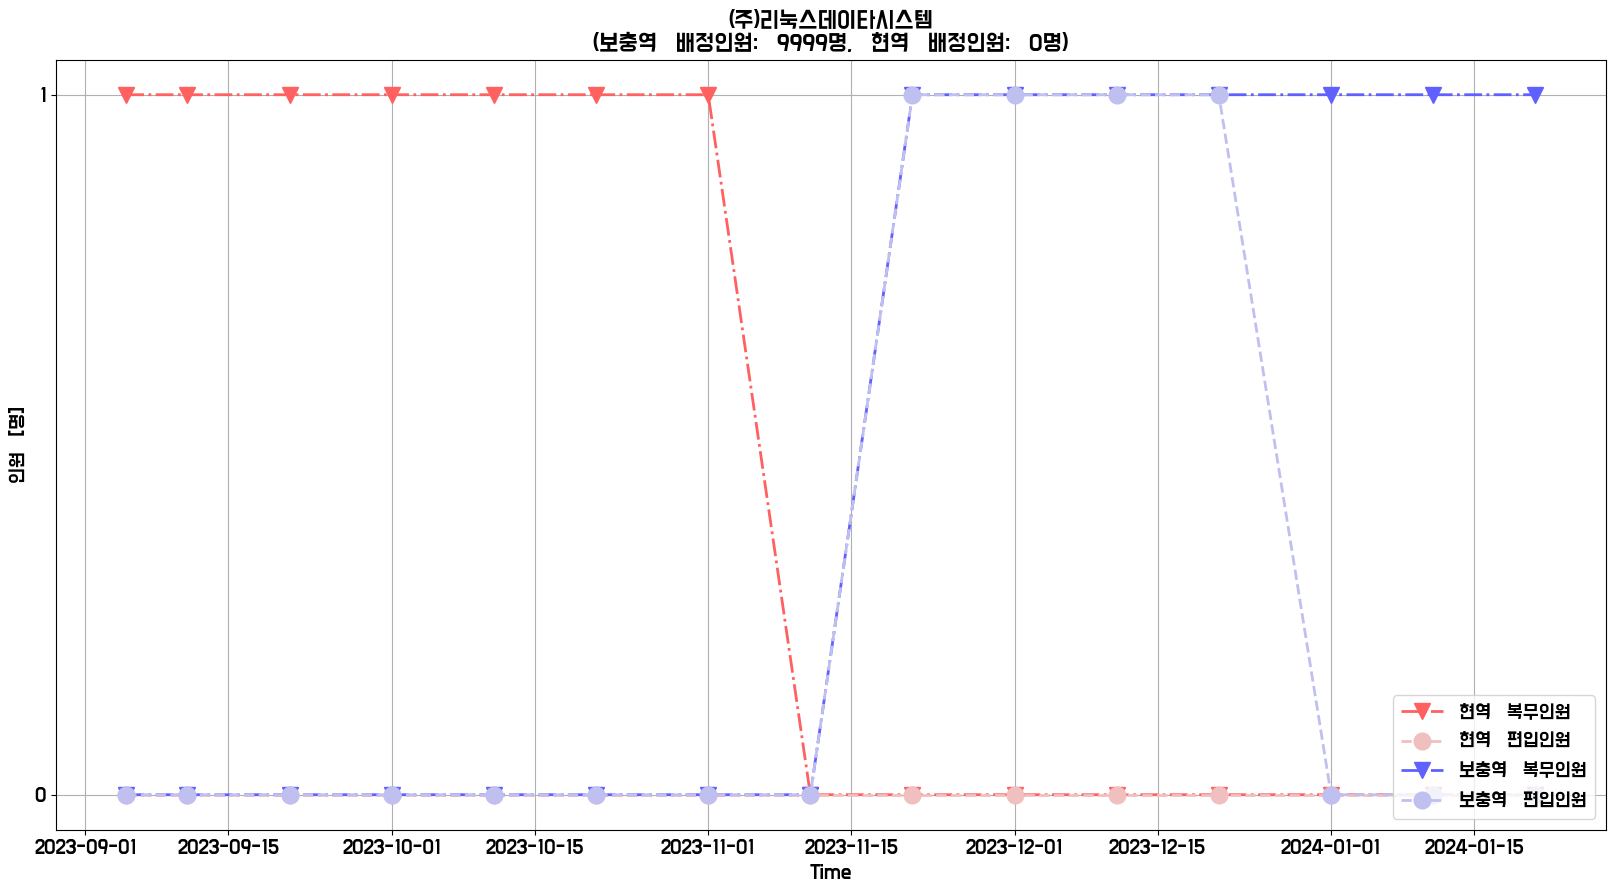 (주)리눅스데이타시스템
(보충역 배정인원: 9999명, 현역 배정인원: 0명)
1
0
인원 [명]
2023-09-01 2023-09-15 2023-10-01 2023-10-15 2023-11-01 2023-11-15 2023-12-01 2023-12-15 2024-01-01 2024-01-15
Time
현역 복무인원
현역 편입인원
보충역 복무인원
보충역 편입인원